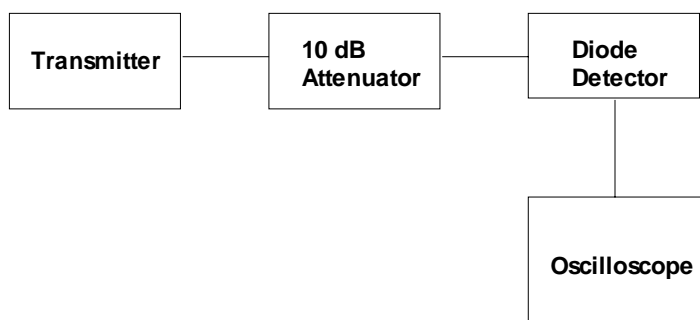 Transmitter
10 dB
Attenuator
Diode
Detector
Oscilloscope